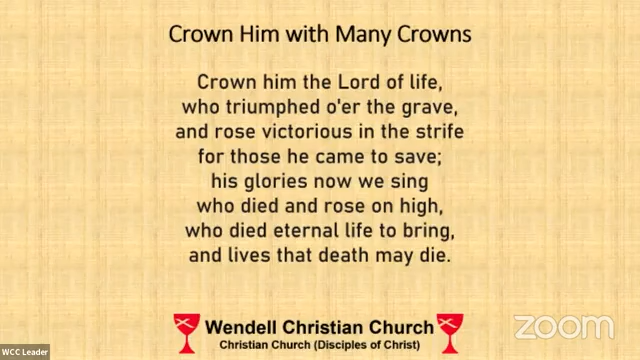 Crown Him with Many Crowns
Crown him the Lord of life,
who triumphed o'er the grave,
and rose victorious in the strife
for those he came to save;
his glories now we sing
who died and rose on high,
who died eternal life to bring,
and lives that death may die.
Wendell Christian Church
Christian Church (Disciples of Christ)
zoom
WCC Leader